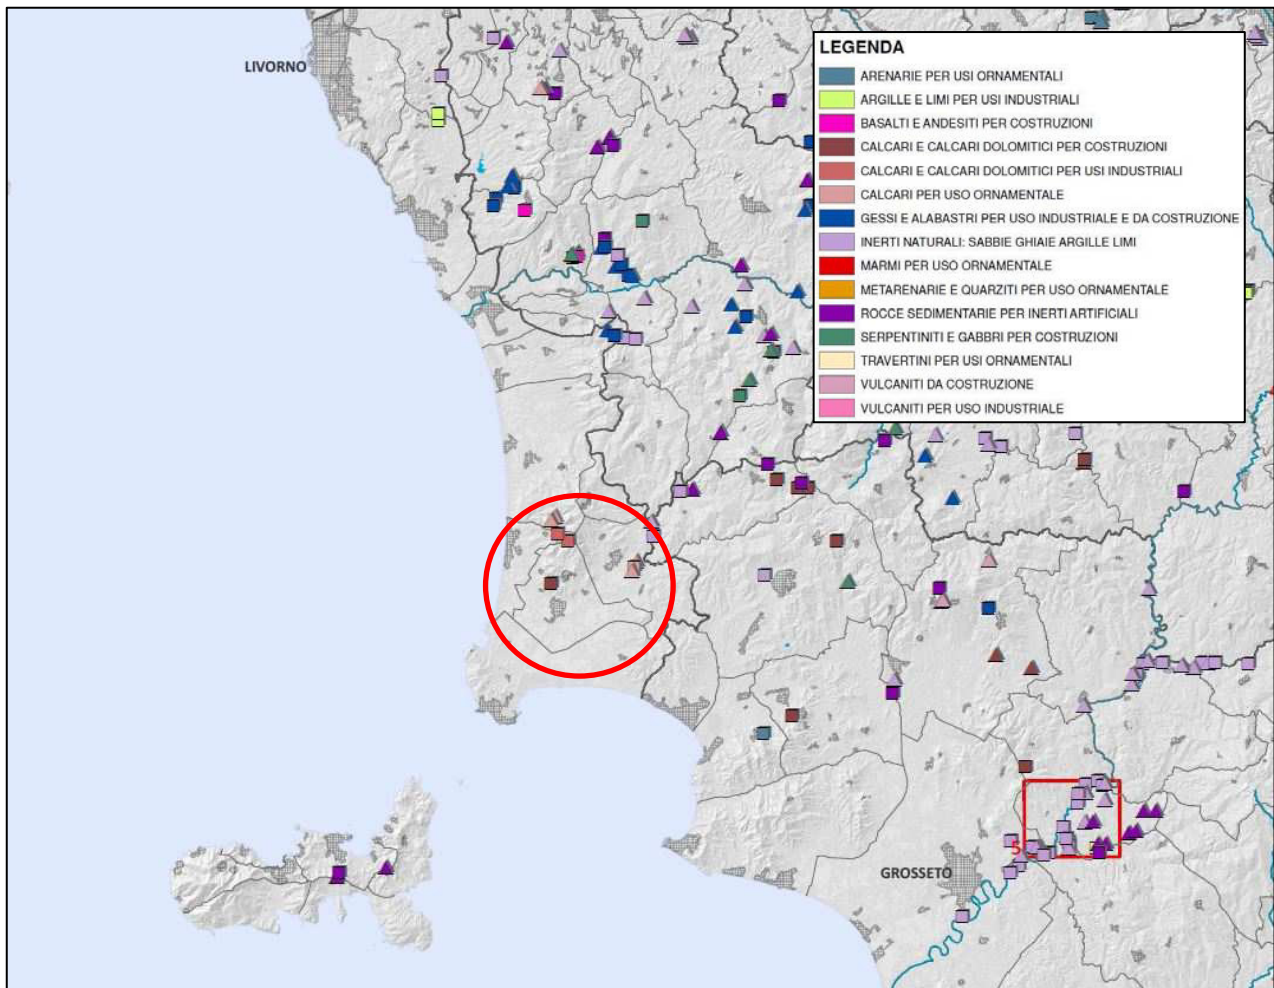 LIVORNO
LEGENDA
ARENARIE PER USI ORNAMENTALI
ARGILLE E LIMI PER USI INDUSTRIALI
BASALTI E ANDESITI PER COSTRUZIONI
CALCARI E CALCARI DOLOMITICI PER COSTRUZIONI
CALCARI E CALCARI DOLOMITICI PER USI INDUSTRIALI
CALCARI PER USO ORNAMENTALE
GESSI E ALABASTRI PER USO INDUSTRIALE E DA COSTRUZIONE
INERTI NATURALI: SABBIE GHIAIE ARGILLE LIMI
MARMI PER USO ORNAMENTALE
METARENARIE E QUARZITI PER USO ORNAMENTALE
ROCCE SEDIMENTARIE PER INERTI ARTIFICIALI
SERPENTINITI E GABBRI PER COSTRUZIONI
TRAVERTINI PER USI ORNAMENTALI
VULCANITI DA COSTRUZIONE
VULCANITI PER USO INDUSTRIALE
5
GROSSETO